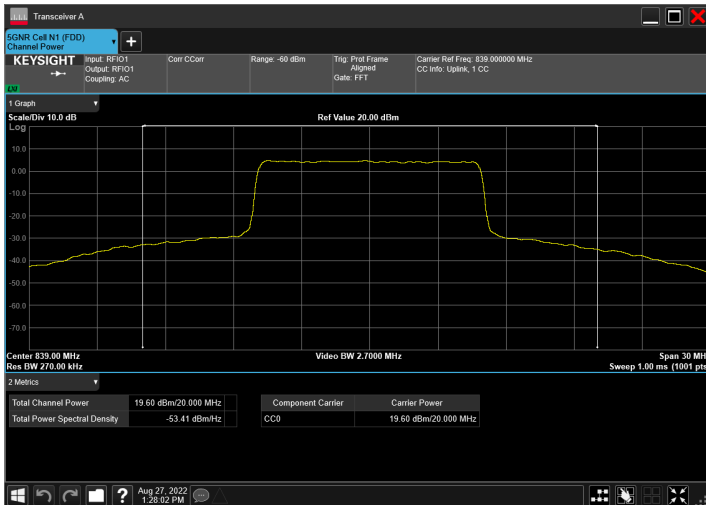 Transceiver A
5GNR Cell N1 (FDD)
Channel Power
KEYSIGHT
Input: RFIO1
Output: RFIO1
Coupling: AC
Corr CCorr
Range: -60 dBm
Trig: Prot Frame
Aligned
Gate: FFT
Carrier Ref Freq: 839.000000 MHz
CC Info: Uplink, 1 CC
1 Graph
Scale/Div 10.0 dB
Ref Value 20.00 dBm
Log
10.0
0.00
-10.0
-20.0
-30.0
-40.0
-50.0
-60.0
-70.0
Center 839.00 MHz
Video BW 2.7000 MHz
Span 30 MH
Res BW 270.00 kHz
Sweep 1.00 ms (1001 pts
2 Metrics
Total Channel Power 19.60 dBm/20.000 MHz
Total Power Spectral Density -53.41 dBm/Hz
Component Carrier Carrier Power
CC0 19.60 dBm/20.000 MHz
?
Aug 27, 2022
1:28:02 PM